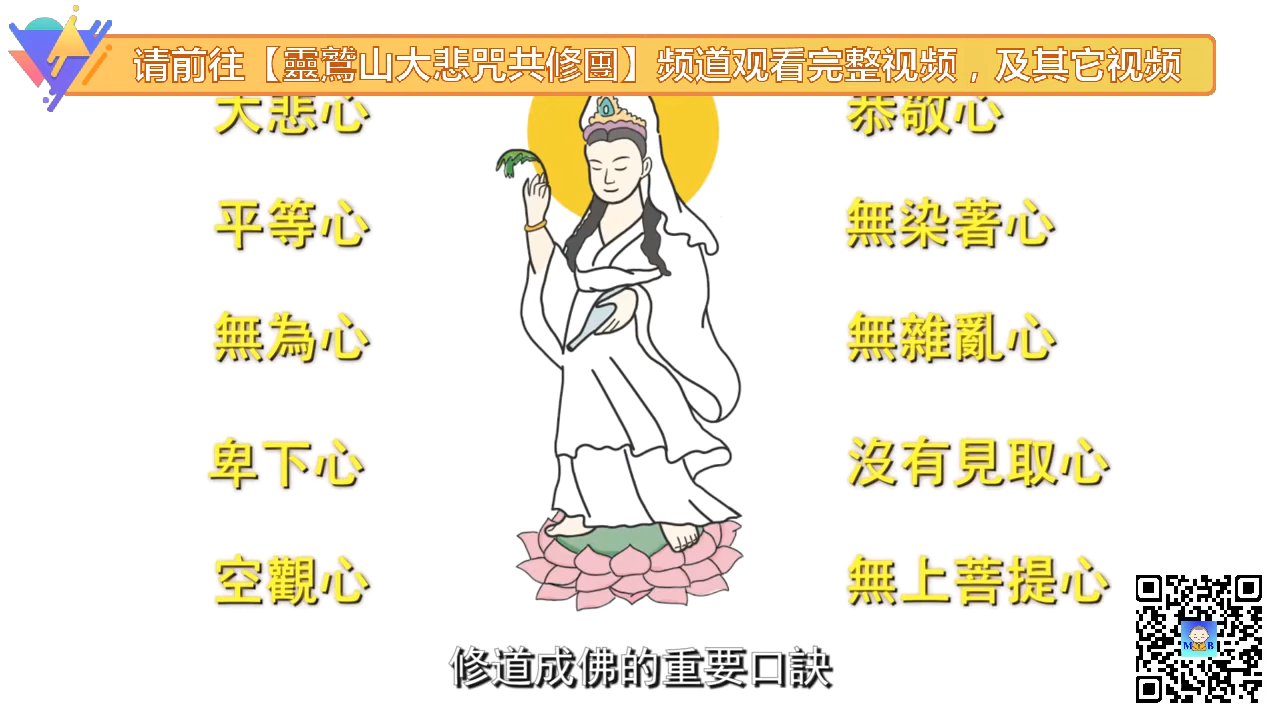 请前往【靈鷲山大悲咒共修團】频道观看完整视频，及其它视频
大悲心
恭敬心
平等心
無染著心
無為心
無雜亂心
卑下心
沒有見取心
空觀心
無上菩提心
修道成佛的重要口訣
M B